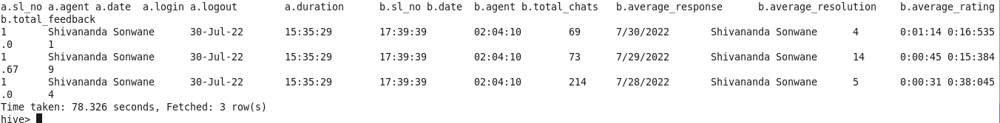 a.sl_no a.agent a.date  a.login a.logout        a.duration      b.sl_no b.date  b.agent b.total_chats   b.average_response      b.average_resolution    b.average_rating
b.total_feedback
1       Shivananda Sonwane      30-Jul-22       15:35:29        17:39:39        02:04:10        69      7/30/2022       Shivananda Sonwane      4       0:01:14 0:16:535
.0      1
1       Shivananda Sonwane      30-Jul-22       15:35:29        17:39:39        02:04:10        73      7/29/2022       Shivananda Sonwane      14      0:00:45 0:15:384
.67     9
1       Shivananda Sonwane      30-Jul-22       15:35:29        17:39:39        02:04:10        214     7/28/2022       Shivananda Sonwane      5       0:00:31 0:38:045
.0      4
Time taken: 78.326 seconds, Fetched: 3 row(s)
hive>